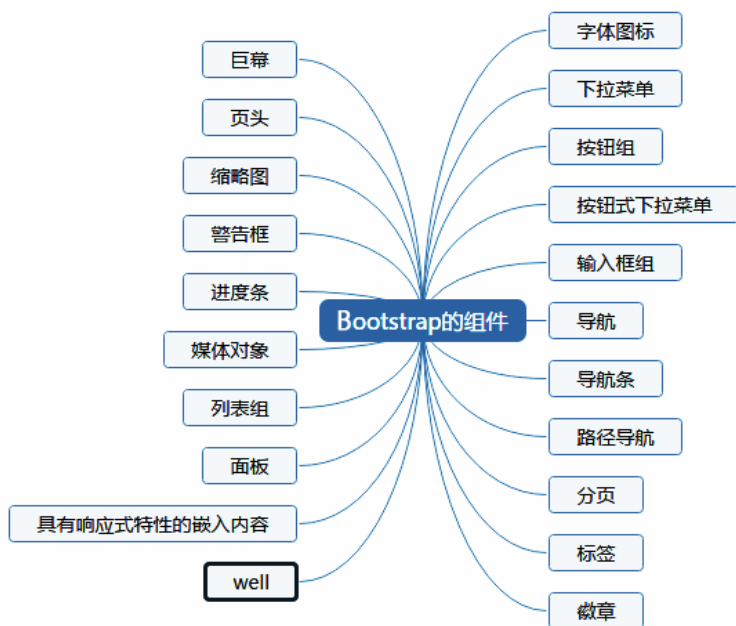 Bootstrap的组件
字体图标
下拉菜单
按钮组
按钮式下拉菜单
输入框组
导航
导航条
路径导航
分页
标签
徽章
巨幕
页头
缩略图
警告框
进度条
媒体对象
列表组
面板
具有响应式特性的嵌入内容
well